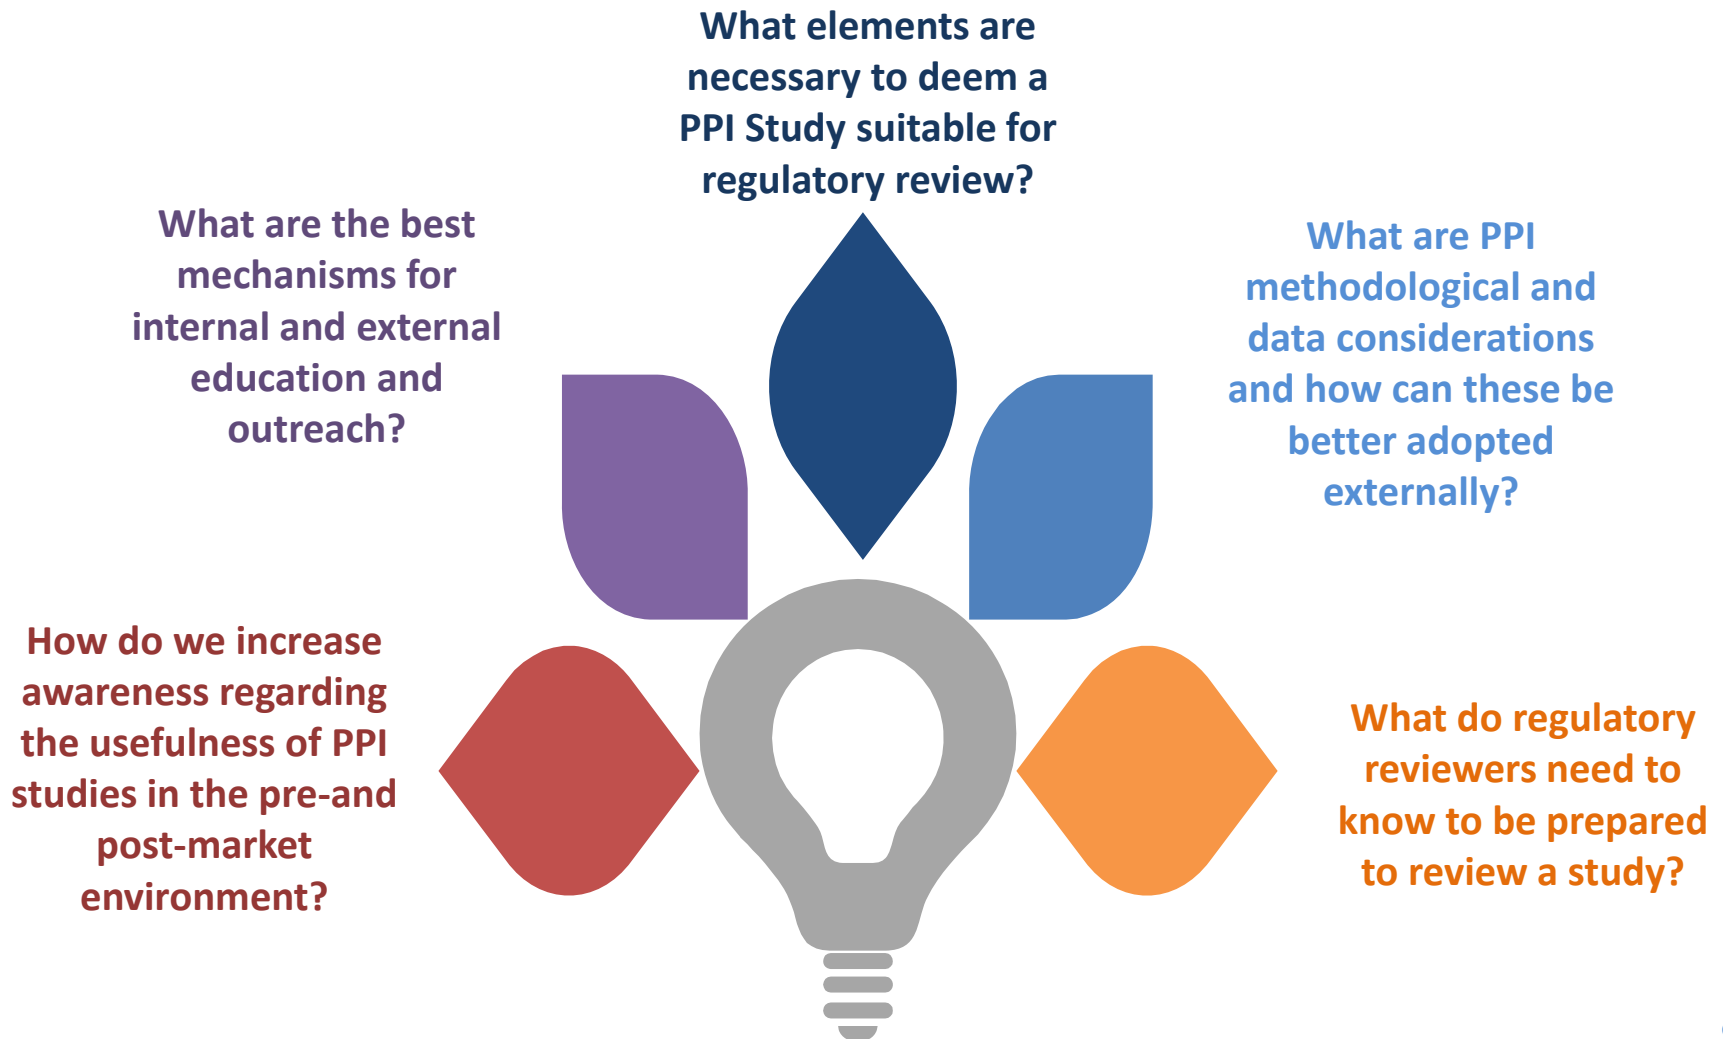 What elements are
necessary to deem a
PPI Study suitable for
regulatory review?
What are the best
mechanisms for
internal and external
education and
outreach?
What are PPI
methodological and
data considerations
and how can these be
better adopted
externally?
How do we increase
awareness regarding
the usefulness of PPI
studies in the pre-and
post-market
environment?
What do regulatory
reviewers need to
know to be prepared
to review a study?